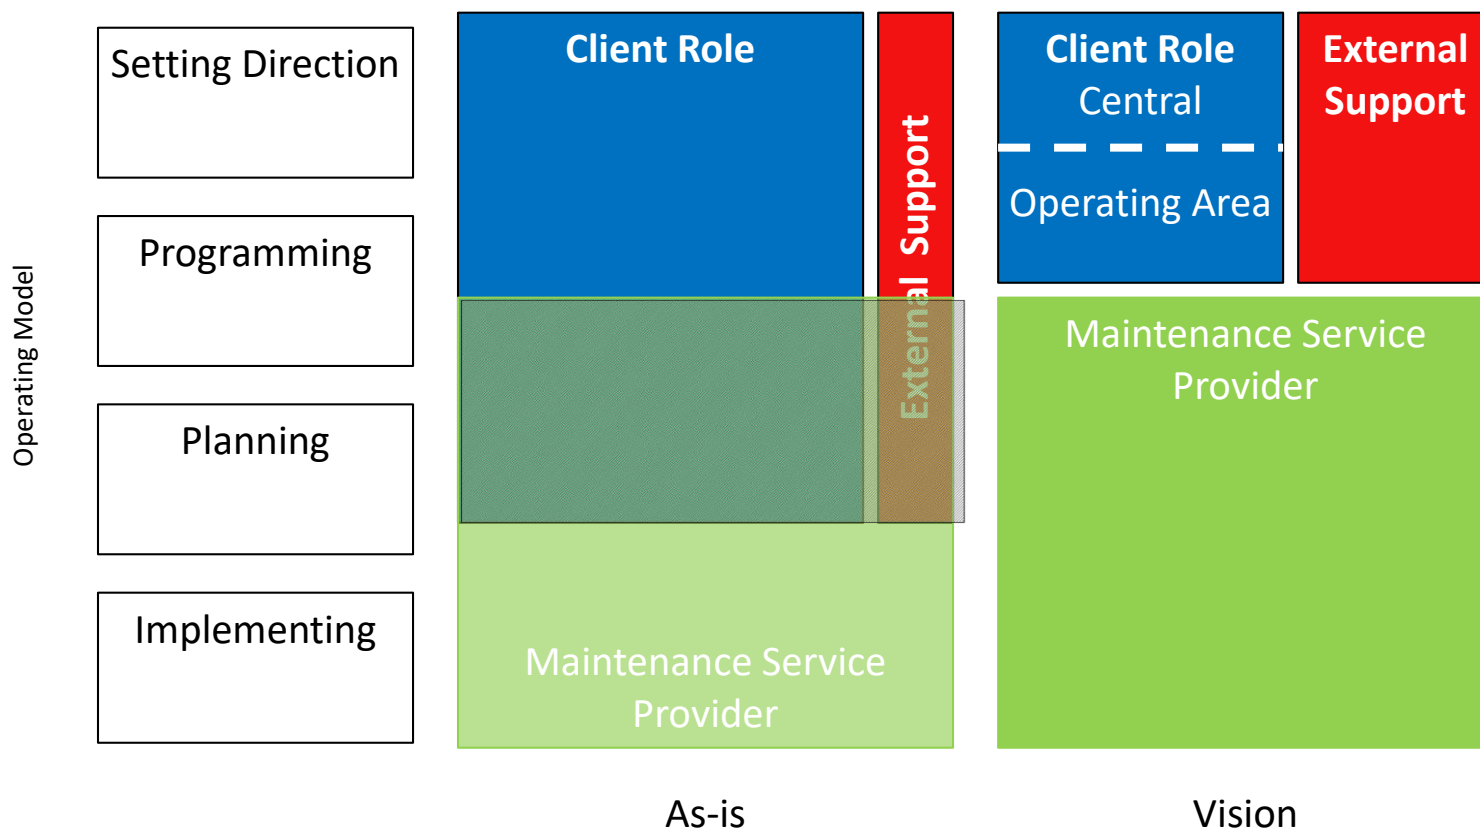 Operating Model
Setting Direction
Programming
Planning
Implementing
Client Role
External Support
Maintenance Service
Provider
As-is
Client Role
Central
Operating Area
External
Support
Maintenance Service
Provider
Vision